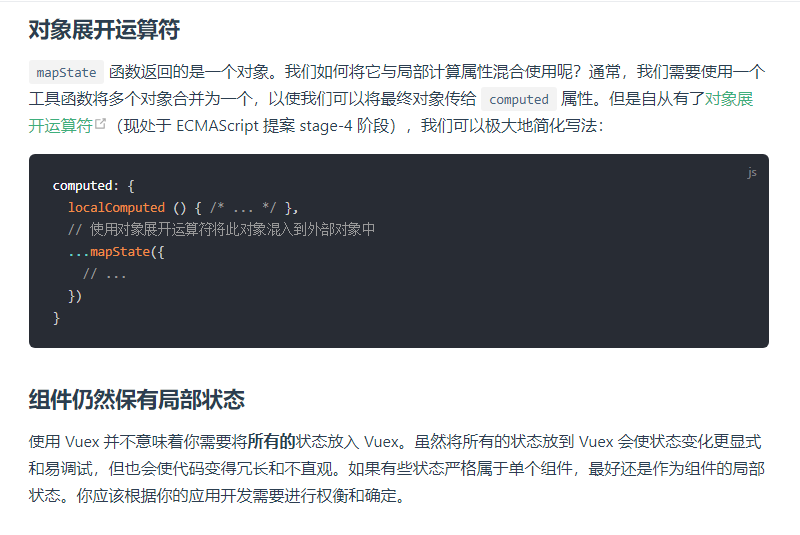 对象展开运算符
mapState 函数返回的是一个对象。我们如何将它与局部计算属性混合使用呢？通常，我们需要使用一个
工具函数将多个对象合并为一个，以使我们可以将最终对象传给 computed 属性。但是自从有了对象展
开运算符（现处于 ECMAScript 提案 stage-4 阶段），我们可以极大地简化写法：
js
computed: {
  localComputed () { /* ... */ },
  // 使用对象展开运算符将此对象混入到外部对象中
  ...mapState({
    // ...
  })
}
组件仍然保有局部状态
使用 Vuex 并不意味着你需要将所有的状态放入 Vuex。虽然将所有的状态放到 Vuex 会使状态变化更显式
和易调试，但也会使代码变得冗长和不直观。如果有些状态严格属于单个组件，最好还是作为组件的局部
状态。你应该根据你的应用开发需要进行权衡和确定。